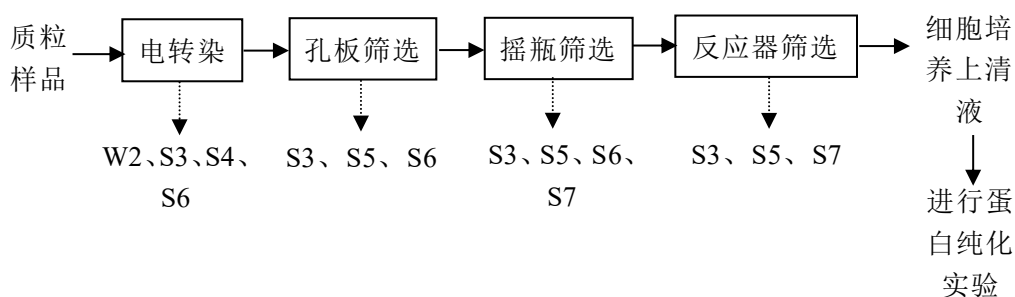 质粒
样品
电转染
孔板筛选
摇瓶筛选
反应器筛选
细胞培
养上清
液
W2、S3、S4、
S6
S3、S5、S6
S3、S5、S6、
S7
S3、S5、S7
进行蛋
白纯化
实验